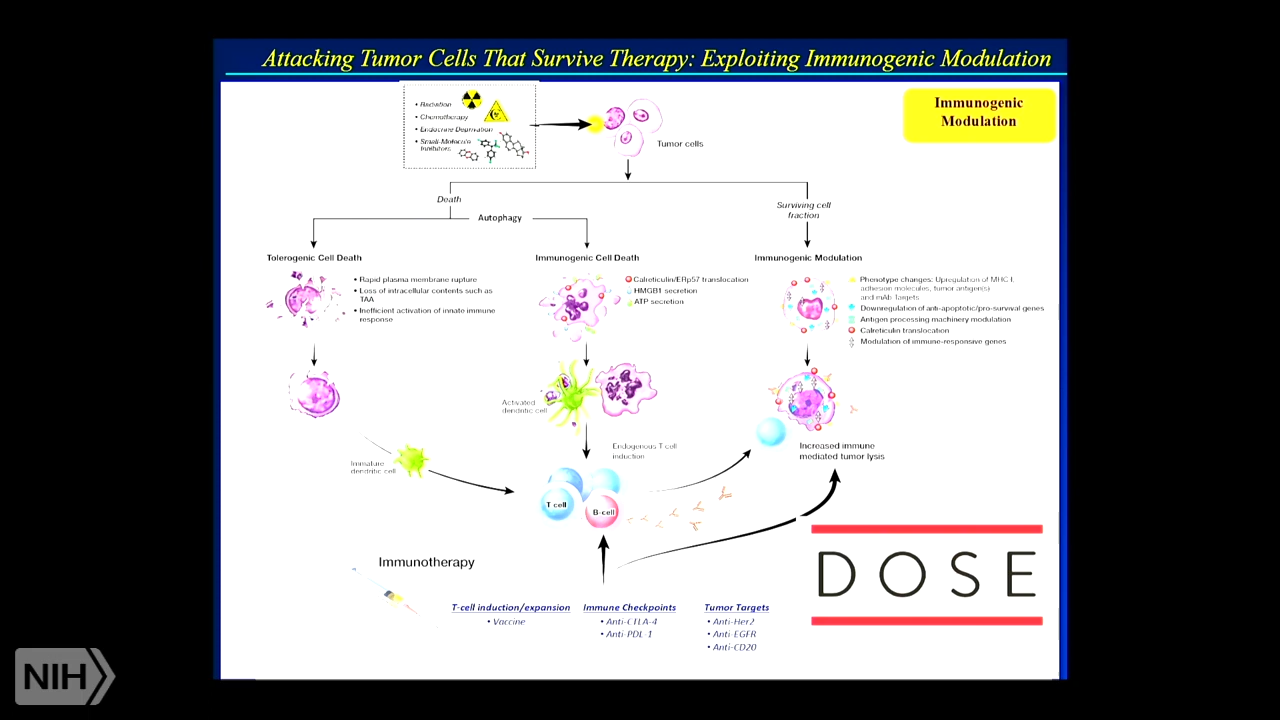 Attacking Tumor Cells That Survive Therapy: Exploiting Immunogenic Modulation
Immunogenic
Modulation
• Radiation
• Chemotherapy
• Endocrine Deprivation
• Small-Molecule
Inhibitors
Tumor cells
Death
Surviving cell
fraction
Autophagy
Tolerogenic Cell Death
Immunogenic Cell Death
Immunogenic Modulation
• Rapid plasma membrane rupture
• Loss of intracellular contents such as
TAA
• Inefficient activation of innate immune
response
Calreticulin/ERp57 translocation
HMGB1 secretion
ATP secretion
Phenotype changes: Upregulation of MHC I,
adhesion molecules, tumor antigen(s)
and mAb Targets
Downregulation of anti-apoptotic/pro-survival genes
Antigen processing machinery modulation
Calreticulin translocation
Modulation of immune-responsive genes
Activated
dendritic cell
Endogenous T cell
induction
Increased immune
mediated tumor lysis
Immature
dendritic cell
T cell
B-cell
Immunotherapy
DOSE
T-cell induction/expansion
• Vaccine
Immune Checkpoints
• Anti-CTLA-4
• Anti-PDL-1
Tumor Targets
• Anti-Her2
• Anti-EGFR
• Anti-CD20
NIH